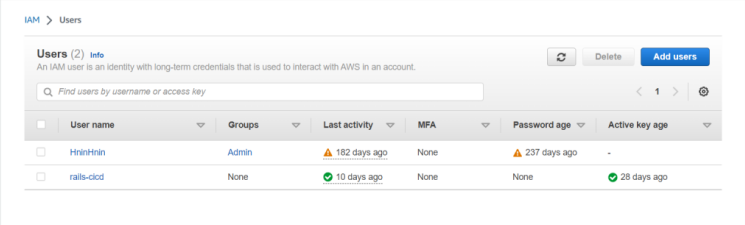 IAM > Users
Users (2) Info
An IAM user is an identity with long-term credentials that is used to interact with AWS in an account.
Delete
Add users
Find users by username or access key
1
User name Groups Last activity MFA Password age Active key age
HninHnin Admin 182 days ago None 237 days ago -
rails-cicd None 10 days ago None None 28 days ago